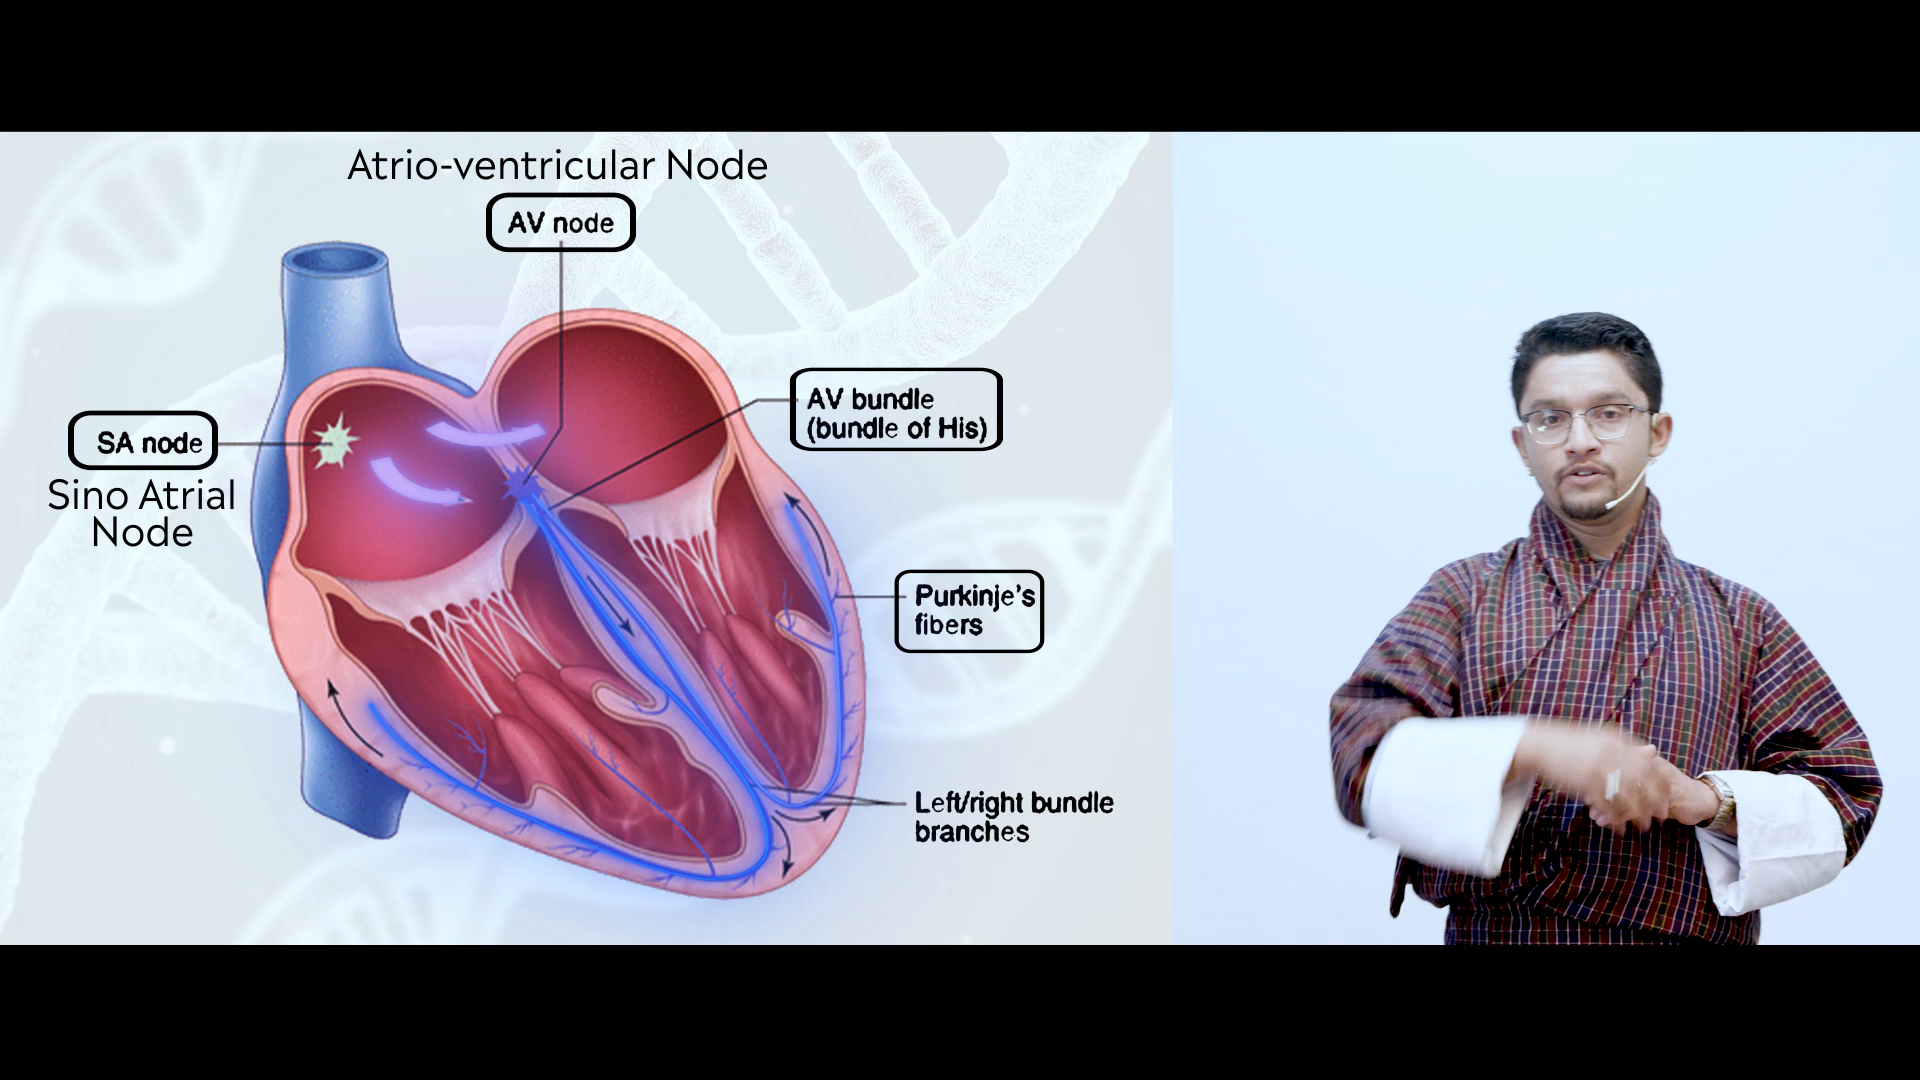 Atrio-ventricular Node
AV node
AV bundle
(bundle of His)
SA node
Sino Atrial
Node
Purkinje's
fibers
Left/right bundle
branches